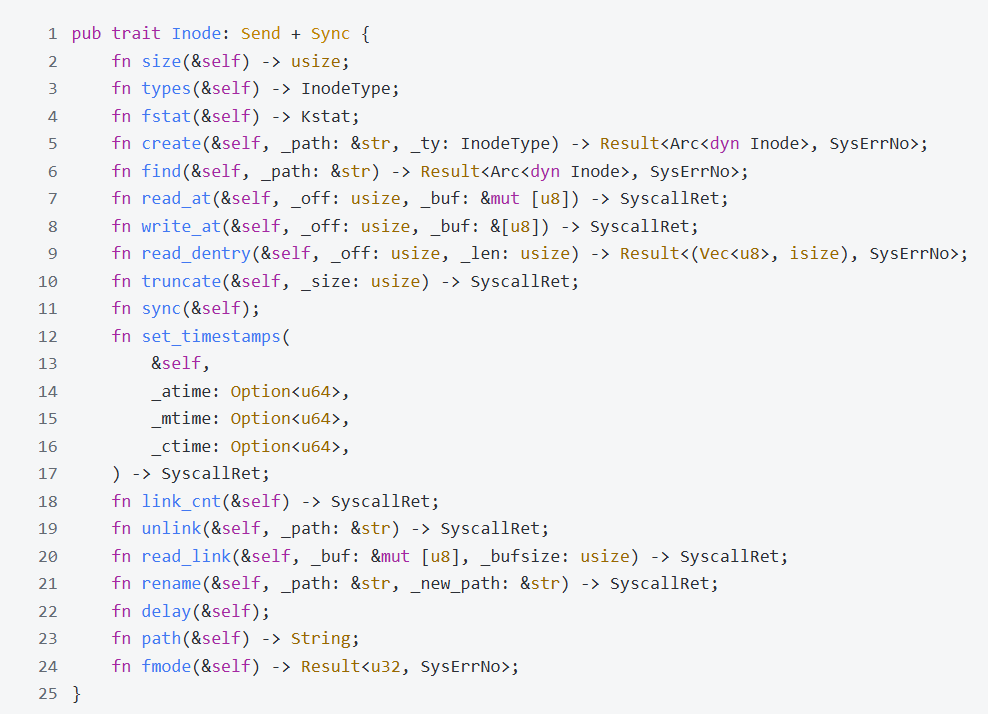 1 pub trait Inode: Send + Sync {
2     fn size(&self) -> usize;
3     fn types(&self) -> InodeType;
4     fn fstat(&self) -> Kstat;
5     fn create(&self, _path: &str, _ty: InodeType) -> Result<Arc<dyn Inode>, SysErrNo>;
6     fn find(&self, _path: &str) -> Result<Arc<dyn Inode>, SysErrNo>;
7     fn read_at(&self, _off: usize, _buf: &mut [u8]) -> SyscallRet;
8     fn write_at(&self, _off: usize, _buf: &[u8]) -> SyscallRet;
9     fn read_dentry(&self, _off: usize, _len: usize) -> Result<(Vec<u8>, isize), SysErrNo>;
10     fn truncate(&self, _size: usize) -> SyscallRet;
11     fn sync(&self);
12     fn set_timestamps(
13         &self,
14         _atime: Option<u64>,
15         _mtime: Option<u64>,
16         _ctime: Option<u64>,
17     ) -> SyscallRet;
18     fn link_cnt(&self) -> SyscallRet;
19     fn unlink(&self, _path: &str) -> SyscallRet;
20     fn read_link(&self, _buf: &mut [u8], _bufsize: usize) -> SyscallRet;
21     fn rename(&self, _path: &str, _new_path: &str) -> SyscallRet;
22     fn delay(&self);
23     fn path(&self) -> String;
24     fn fmode(&self) -> Result<u32, SysErrNo>;
25 }